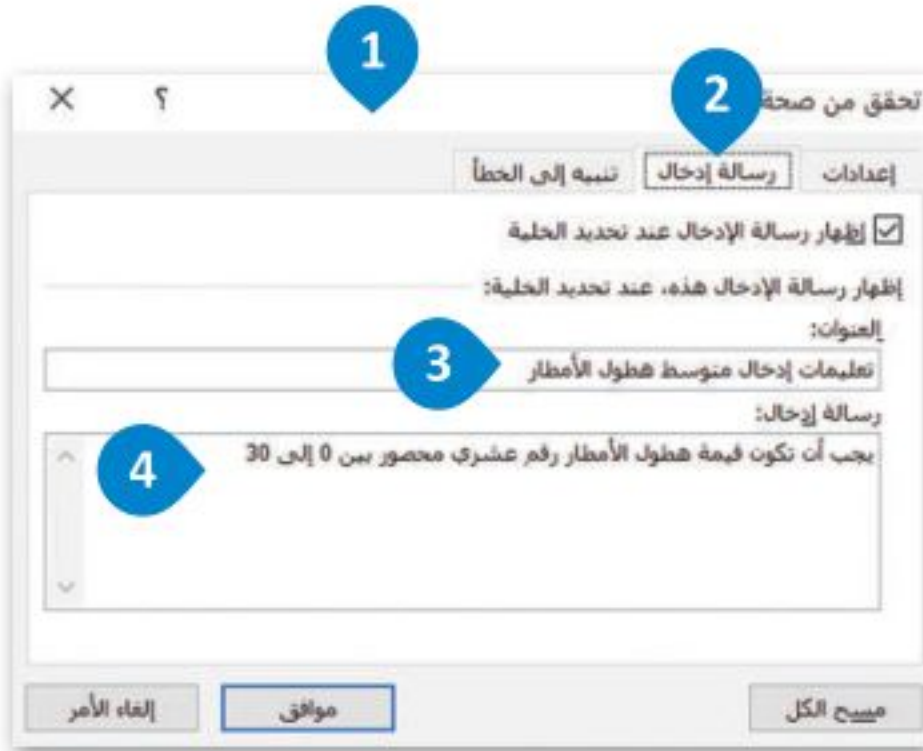 1
تحقق من صحة
2
؟
إعدادات
رسالة إدخال
تنبيه إلى الخطأ
إظهار رسالة الإدخال عند تحديد الخلية
إظهار رسالة الإدخال هذه، عند تحديد الخلية:
العنوان:
تعليمات إدخال متوسط هطول الأمطار
3
رسالة إدخال:
يجب أن تكون قيمة هطول الأمطار رقم عشري محصور بين 0 إلى 30
4
مسح الكل
موافق
إلغاء الأمر